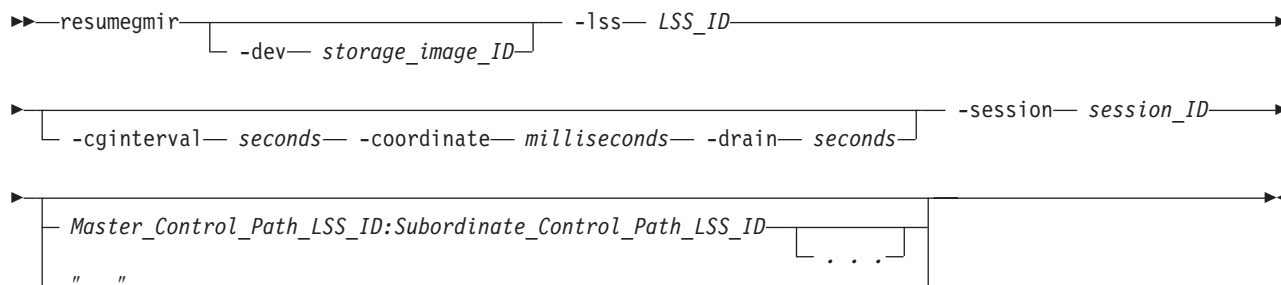 resumegmir -lss LSS_ID
-dev storage_image_ID
-session session_ID
-cginterval seconds -coordinate milliseconds -drain seconds
Master_Control_Path_LSS_ID:Subordinate_Control_Path_LSS_ID
. . .
" "